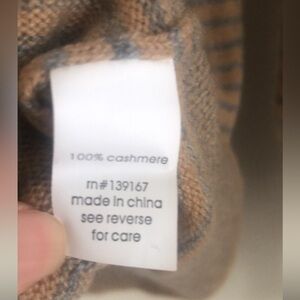 100% cashmere
rn#139167
made in china
see reverse
for care